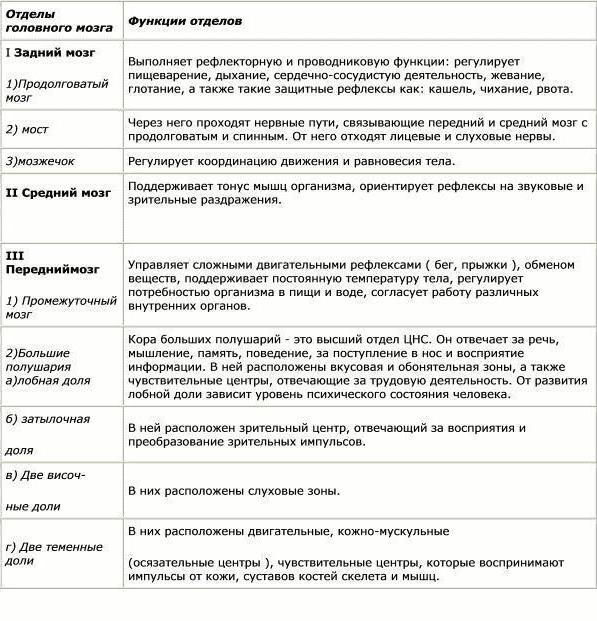 Отделы
головного мозга
Функции отделов
I Задний мозг
1)Продолговатый
мозг
Выполняет рефлекторную и проводниковую функции: регулирует
пищеварение, дыхание, сердечно-сосудистую деятельность, жевание,
глотание, а также такие защитные рефлексы как: кашель, чихание, рвота.
2) мост
Через него проходят нервные пути, связывающие передний и средний мозг с
продолговатым и спинным. От него отходят лицевые и слуховые нервы.
3)мозжечок
Регулирует координацию движения и равновесия тела.
II Средний мозг
Поддерживает тонус мышц организма, ориентирует рефлексы на звуковые и
зрительные раздражения.
III
Переднийmозг
1) Промежуточный
мозг
Управляет сложными двигательными рефлексами ( бег, прыжки ), обменом
веществ, поддерживает постоянную температуру тела, регулирует
потребностью организма в пищи и воде, согласует работу различных
внутренних органов.
2)Большие
полушария
а)лобная доля
Кора больших полушарий - это высший отдел ЦНС. Он отвечает за речь,
мышление, память, поведение, за поступление в нос и восприятие
информации. В ней расположены вкусовая и обонятельная зоны, а также
чувствительные центры, отвечающие за трудовую деятельность. От развития
лобной доли зависит уровень психического состояния человека.
б) затылочная
доля
В ней расположен зрительный центр, отвечающий за восприятия и
преобразование зрительных импульсов.
в) Две височ-
ные доли
В них расположены слуховые зоны.
г) Две теменные
доли
В них расположены двигательные, кожно-мускульные
(осязательные центры ), чувствительные центры, которые воспринимают
импульсы от кожи, суставов костей скелета и мышц.